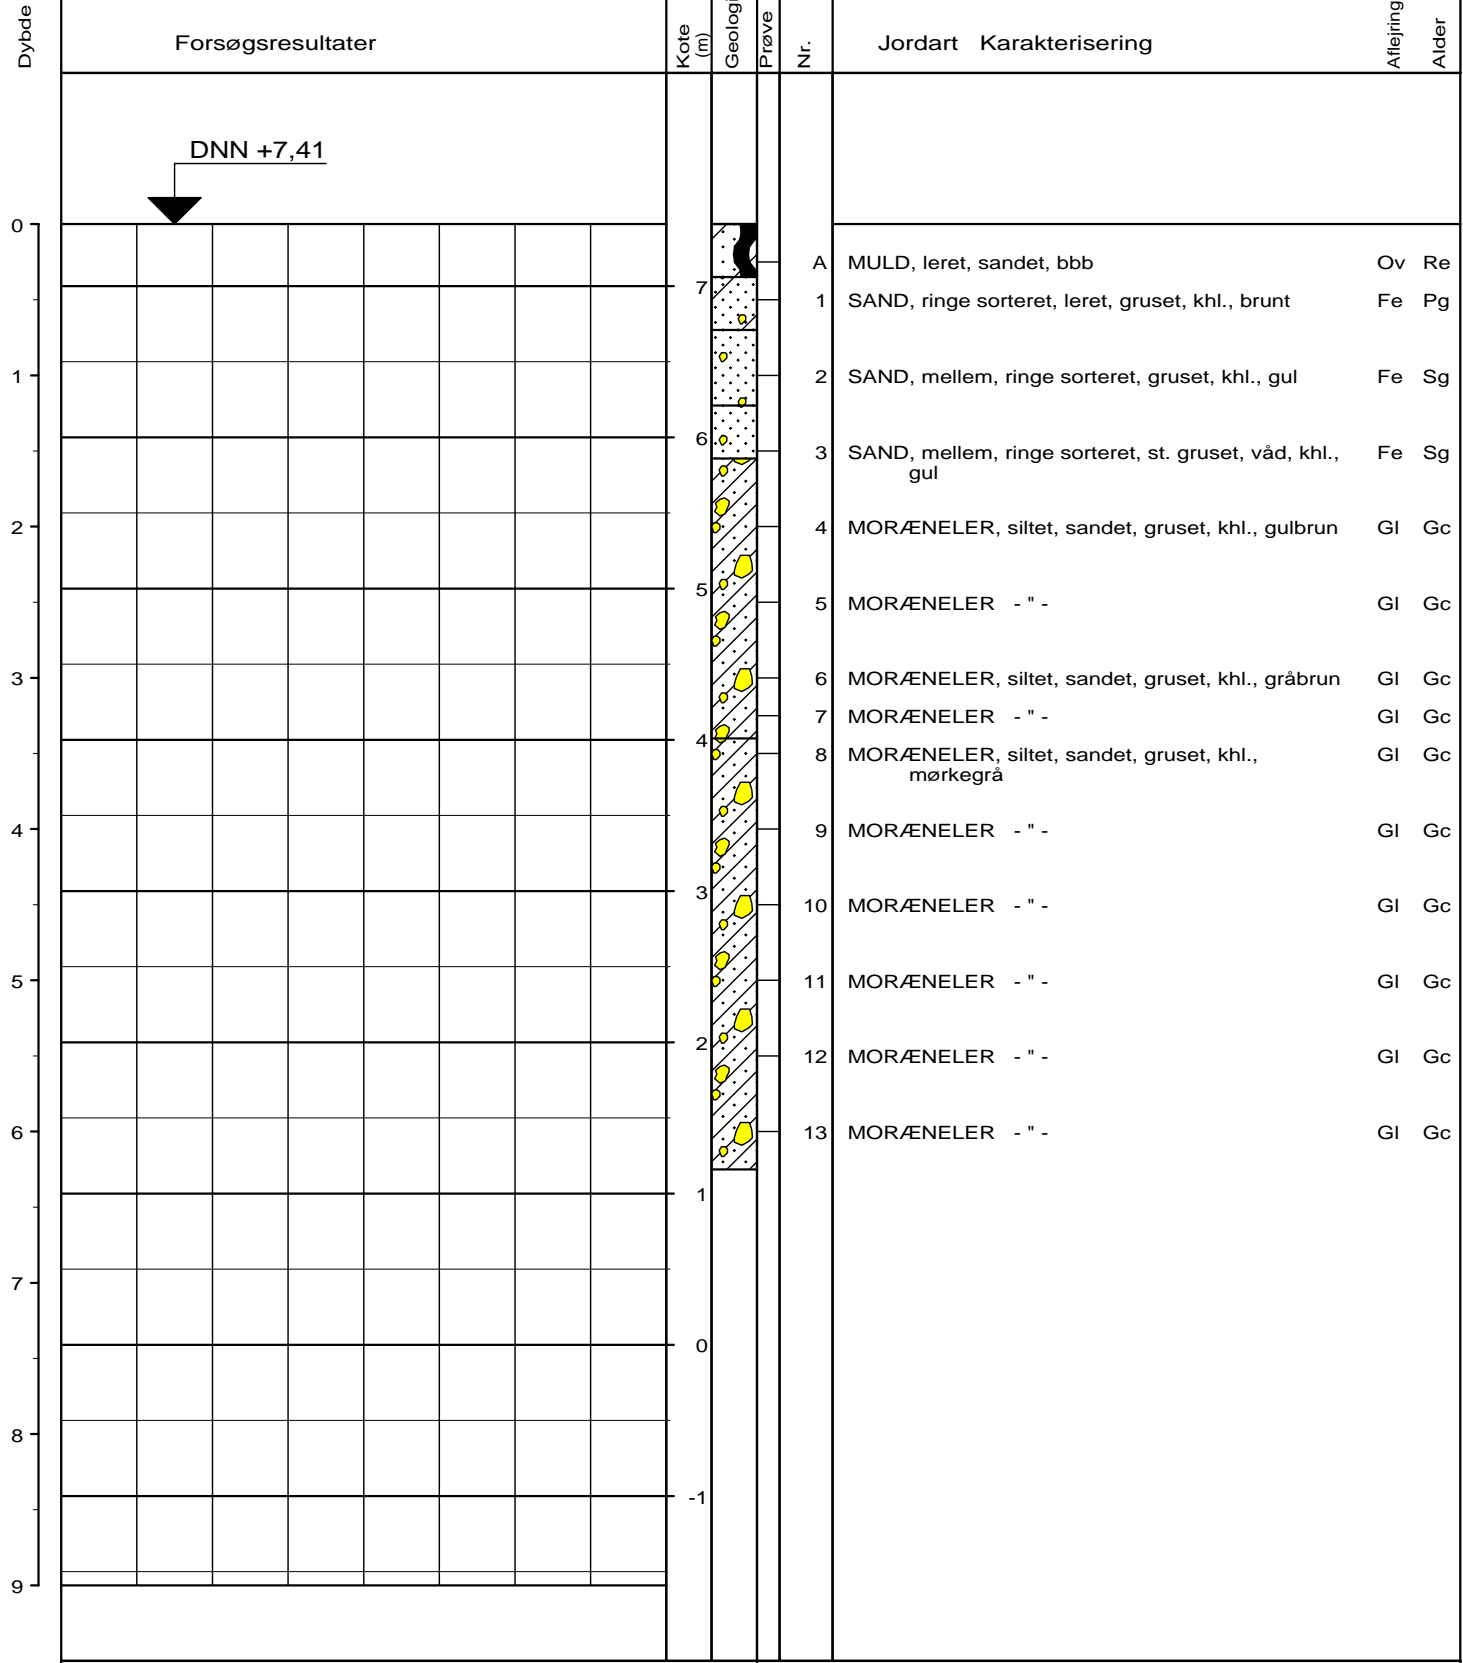 Dybde
Forsøgsresultater
Kote
(m)
Geologi
Prøve
Nr.
Jordart Karakterisering
Aflejring
Alder
DNN +7,41
0
A MULD, leret, sandet, bbb Ov Re
7
1 SAND, ringe sorteret, leret, gruset, khl., brunt Fe Pg
1
2 SAND, mellem, ringe sorteret, gruset, khl., gul Fe Sg
6
3 SAND, mellem, ringe sorteret, st. gruset, våd, khl., Fe Sg
gul
2
4 MORÆNELER, siltet, sandet, gruset, khl., gulbrun Gl Gc
5
5 MORÆNELER - " - Gl Gc
3
6 MORÆNELER, siltet, sandet, gruset, khl., gråbrun Gl Gc
7 MORÆNELER - " - Gl Gc
4
8 MORÆNELER, siltet, sandet, gruset, khl., Gl Gc
mørkegrå
4
9 MORÆNELER - " - Gl Gc
3
10 MORÆNELER - " - Gl Gc
5
11 MORÆNELER - " - Gl Gc
2
12 MORÆNELER - " - Gl Gc
6
13 MORÆNELER - " - Gl Gc
1
7
0
8
-1
9